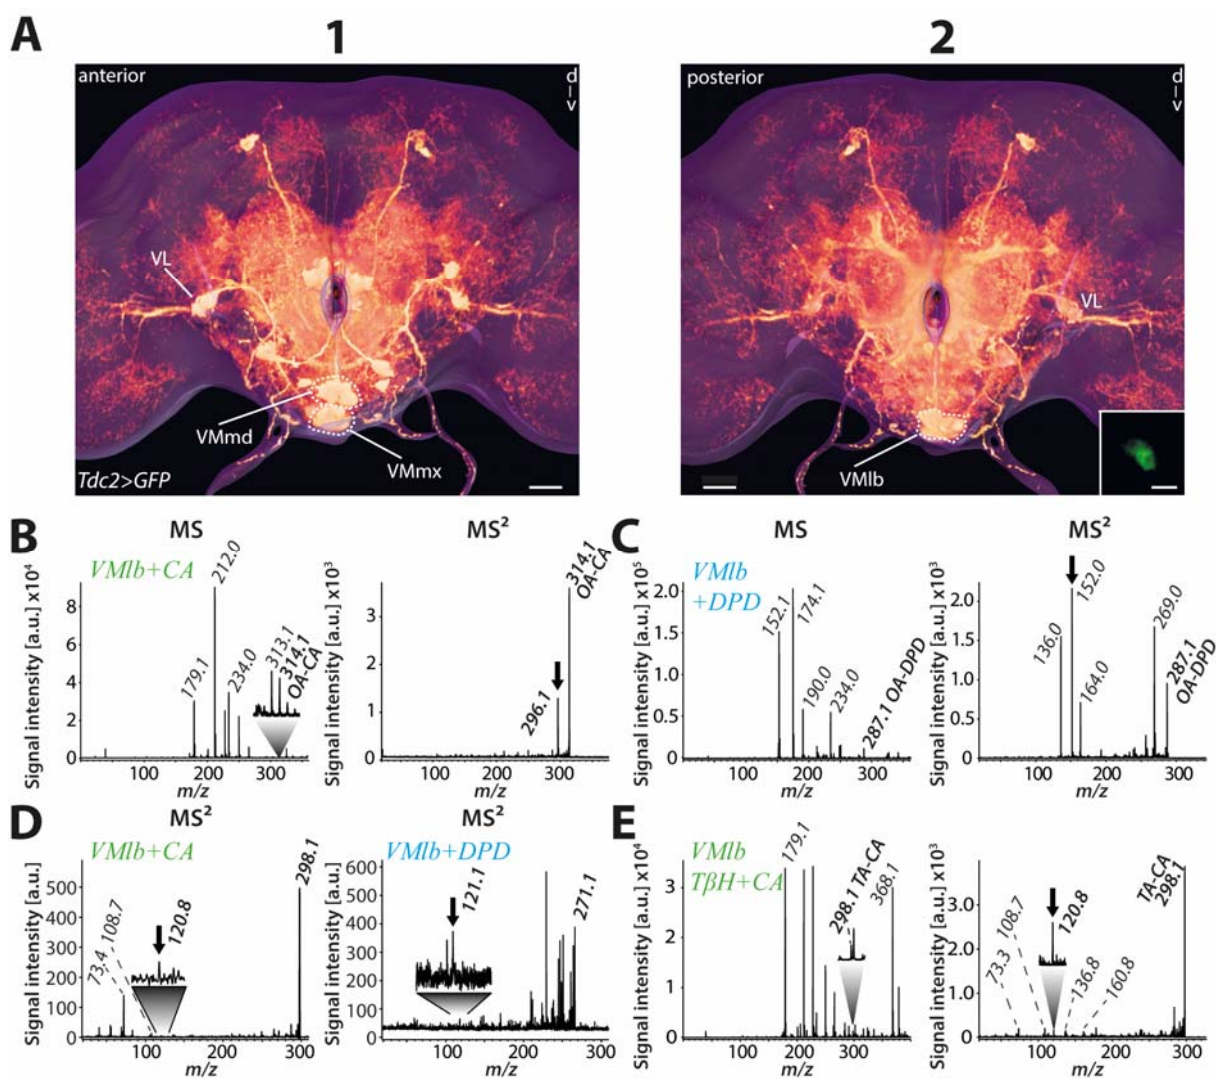 A
1
2
anterior
d
v
posterior
d
v
VL
VL
VMmd
VMmx
VMlb
Tdc2>GFP
B
MS
MS²
VMlb+CA
Signal intensity [a.u.] ×10⁴
8
6
4
2
0
179.1
212.0
234.0
313.1
314.1
OA-CA
100
200
300
m/z
Signal intensity [a.u.] ×10³
3
2
1
0
296.1
314.1
OA-CA
100
200
300
m/z
C
MS
MS²
VMlb
+DPD
Signal intensity [a.u.] ×10⁵
2.0
1.5
1.0
0.5
0
152.1
174.1
190.0
234.0
287.1 OA-DPD
100
200
300
m/z
Signal intensity [a.u.] ×10³
2.0
1.5
1.0
0.5
0
136.0
152.0
164.0
269.0
287.1
OA-DPD
100
200
300
m/z
D
MS²
MS²
VMlb+CA
Signal intensity [a.u.]
500
400
300
200
100
0
73.4
108.7
120.8
298.1
100
200
300
m/z
VMlb+DPD
Signal intensity [a.u.]
600
500
400
300
200
100
0
121.1
271.1
100
200
300
m/z
E
VMlb
TβH+CA
Signal intensity [a.u.] ×10⁴
3
2
1
0
179.1
298.1 TA-CA
368.1
100
200
300
m/z
Signal intensity [a.u.] ×10³
3.0
2.0
1.0
0
73.3
108.7
120.8
136.8
160.8
TA-CA
298.1
100
200
300
m/z